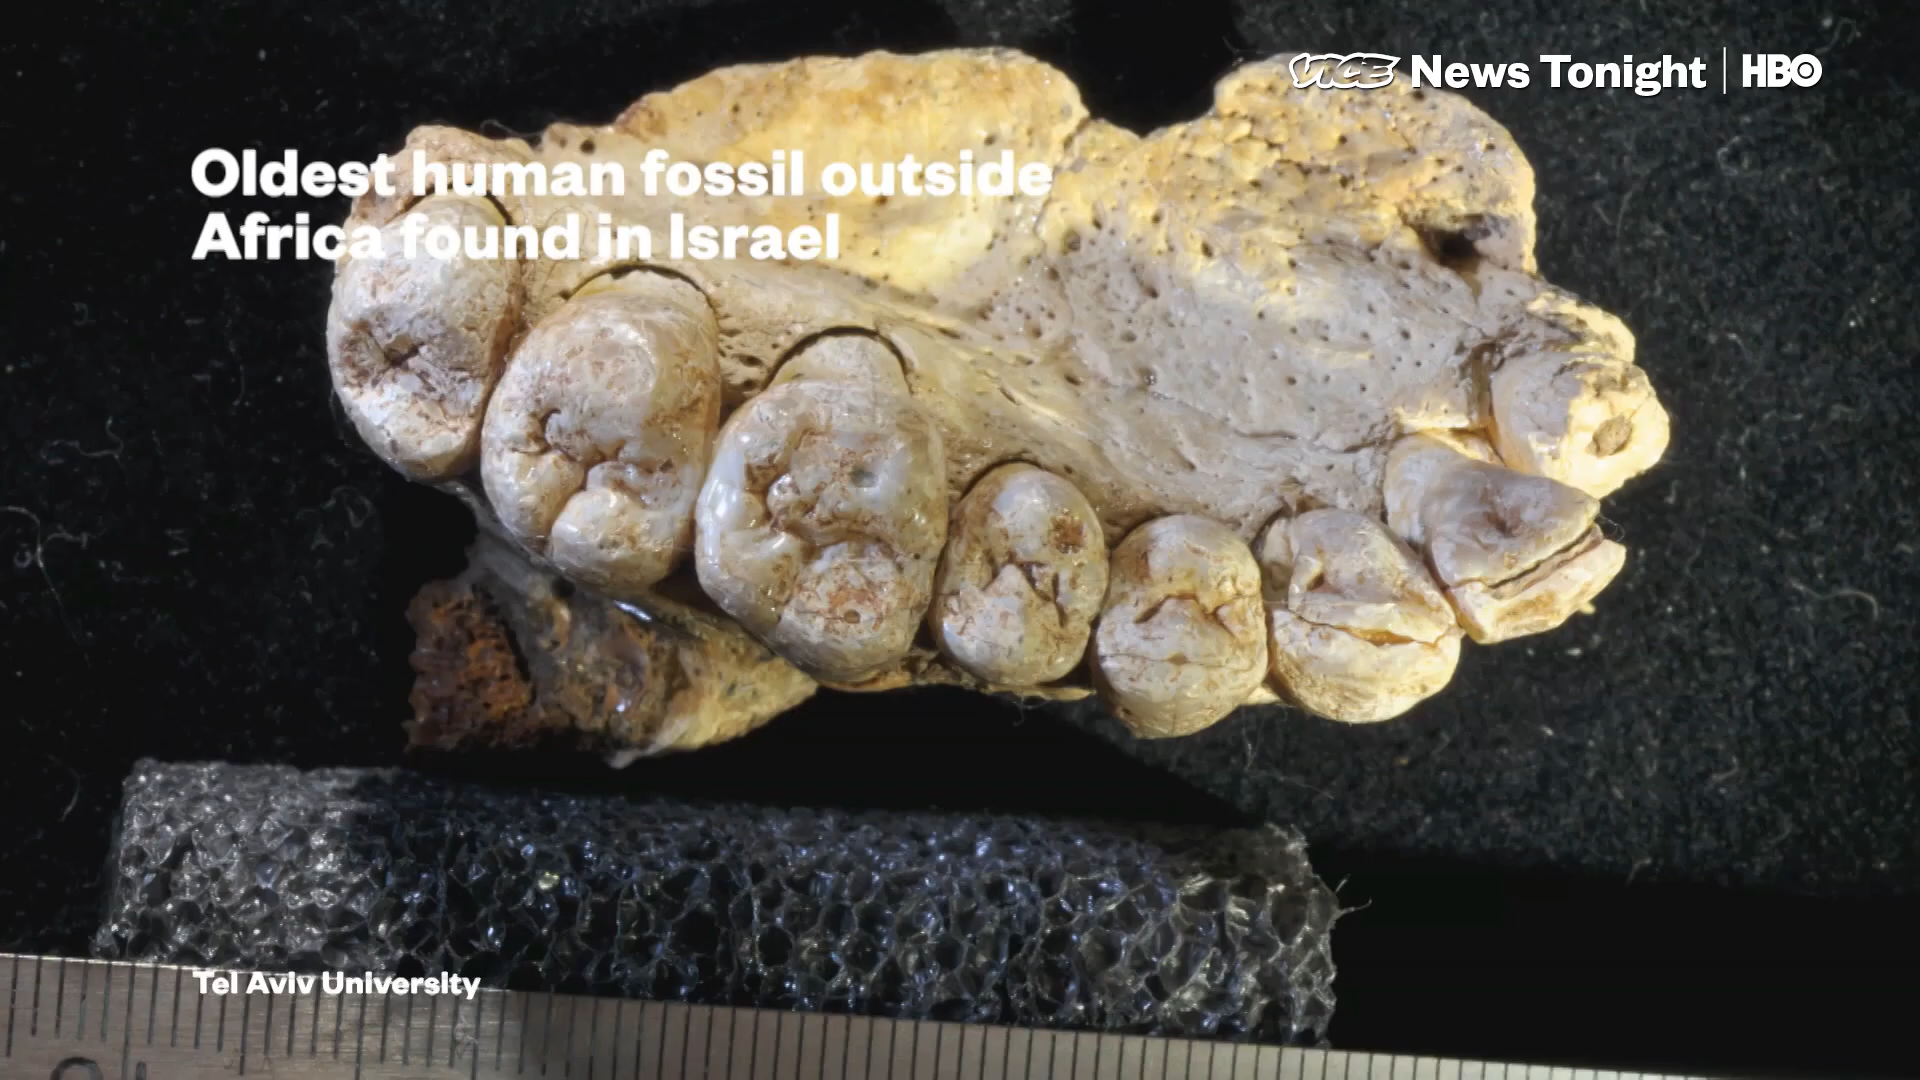 VICE News Tonight | HBO
Oldest human fossil outside
Africa found in Israel
Tel Aviv University